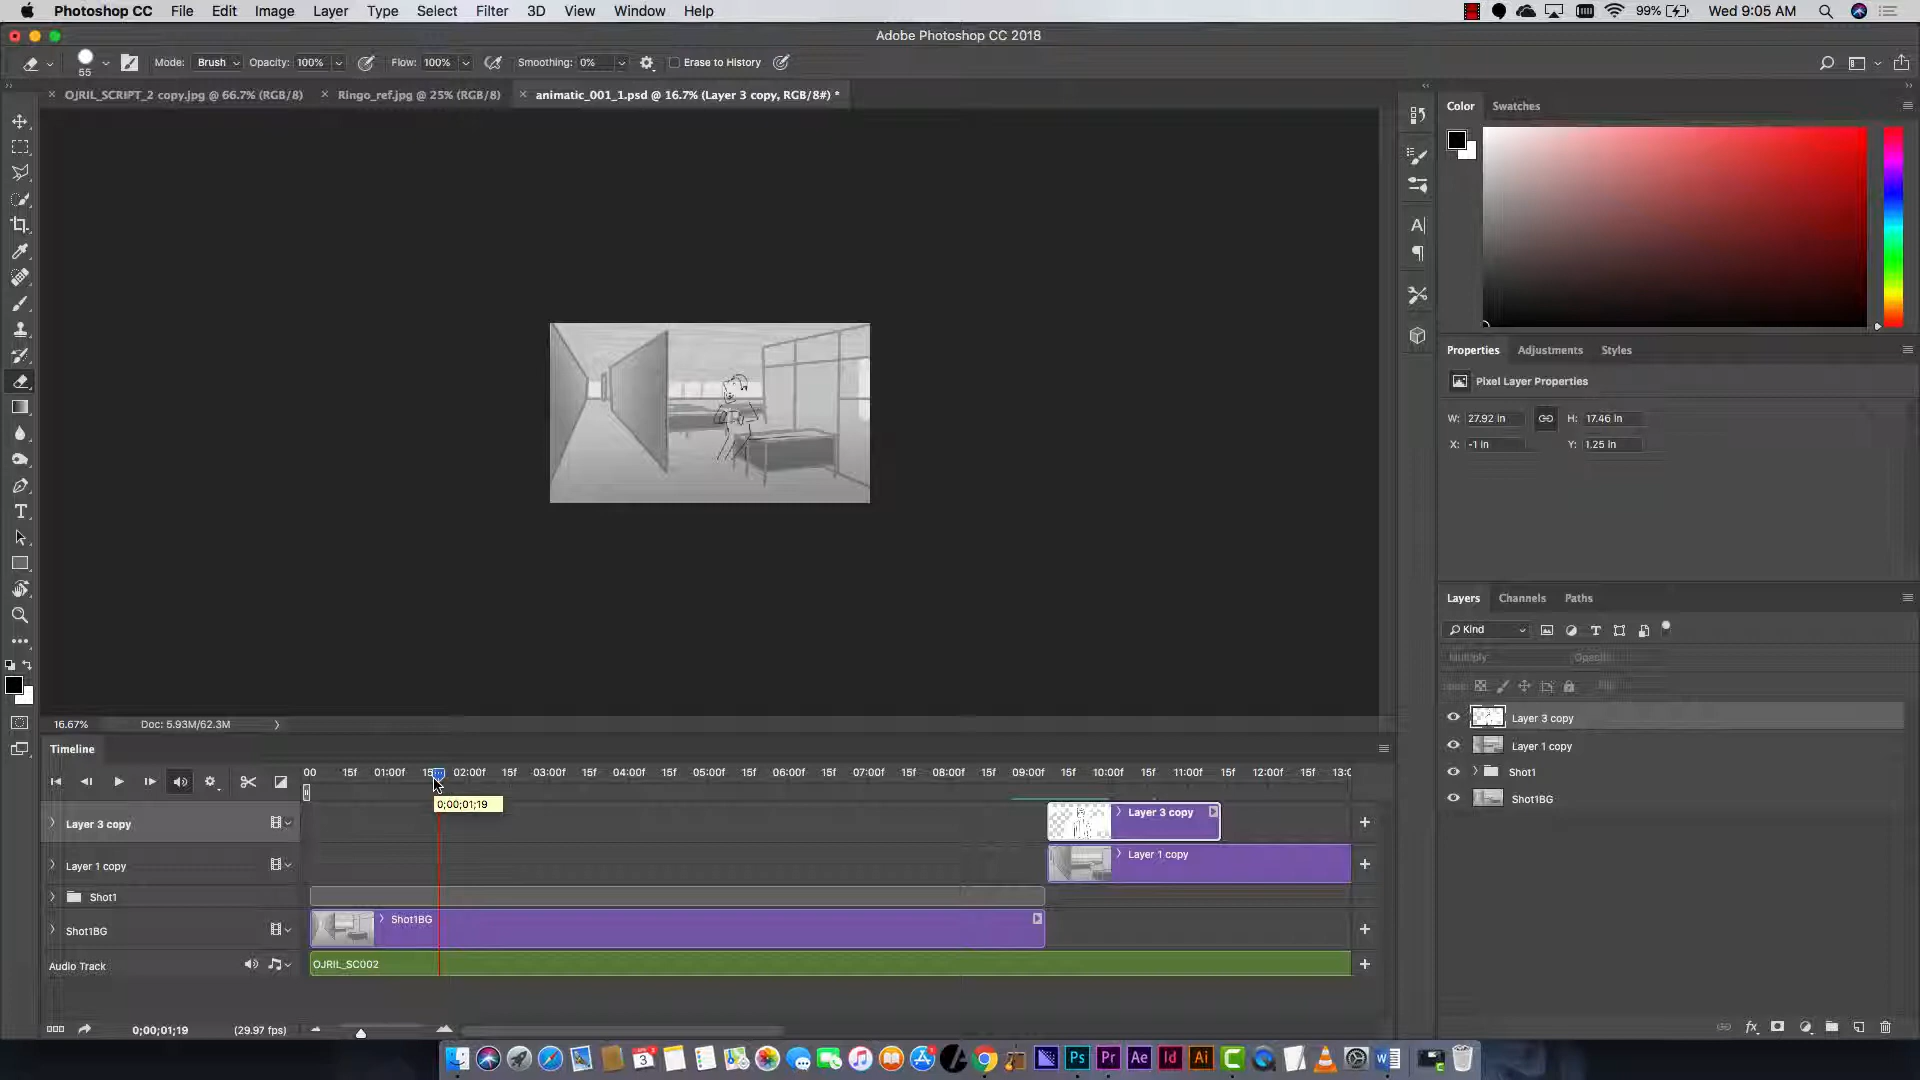 Photoshop CC File Edit Image Layer Type Select Filter 3D View Window Help 99% Wed 9:05 AM
Adobe Photoshop CC 2018
55 Mode: Brush Opacity: 100% Flow: 100% Smoothing: 0% Erase to History
OJRIL_SCRIPT_2 copy.jpg @ 66.7% (RGB/8) Ringo_ref.jpg @ 25% (RGB/8) animatic_001_1.psd @ 16.7% (Layer 3 copy, RGB/8#) *
Color Swatches
Properties Adjustments Styles
Pixel Layer Properties
W: 27.92 in H: 17.46 in
X: -1 in Y: 1.25 in
Layers Channels Paths
Kind
Multiply
Layer 3 copy
Layer 1 copy
Shot1
Shot1BG
16.67% Doc: 5.93M/62.3M
Timeline
00 15f 01:00f 02:00f 15f 03:00f 15f 04:00f 15f 05:00f 15f 06:00f 15f 07:00f 15f 08:00f 15f 09:00f 15f 10:00f 15f 11:00f 15f 12:00f 15f
0;00;01;19
Layer 3 copy Layer 3 copy
Layer 1 copy Layer 1 copy
Shot1
Shot1BG Shot1BG
Audio Track OJRIL_SC002
0;00;01;19 (29.97 fps)
Ps Pr Ae Id Ai